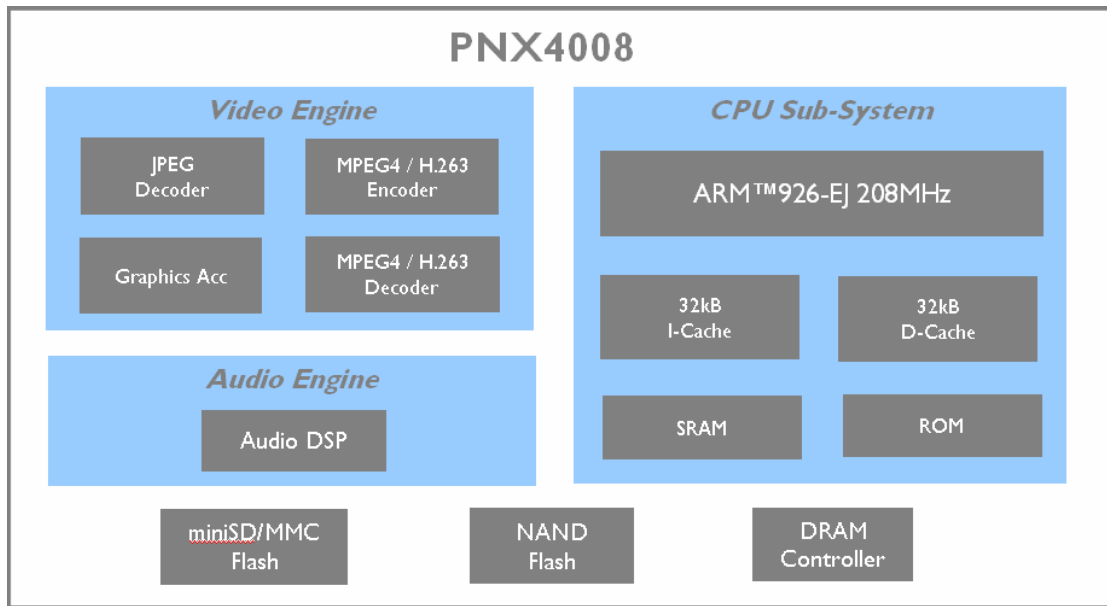 PNX4008
Video Engine
JPEG
Decoder
MPEG4 / H.263
Encoder
Graphics Acc
MPEG4 / H.263
Decoder
Audio Engine
Audio DSP
CPU Sub-System
ARM™926-EJ 208MHz
32kB
I-Cache
32kB
D-Cache
SRAM
ROM
miniSD/MMC
Flash
NAND
Flash
DRAM
Controller